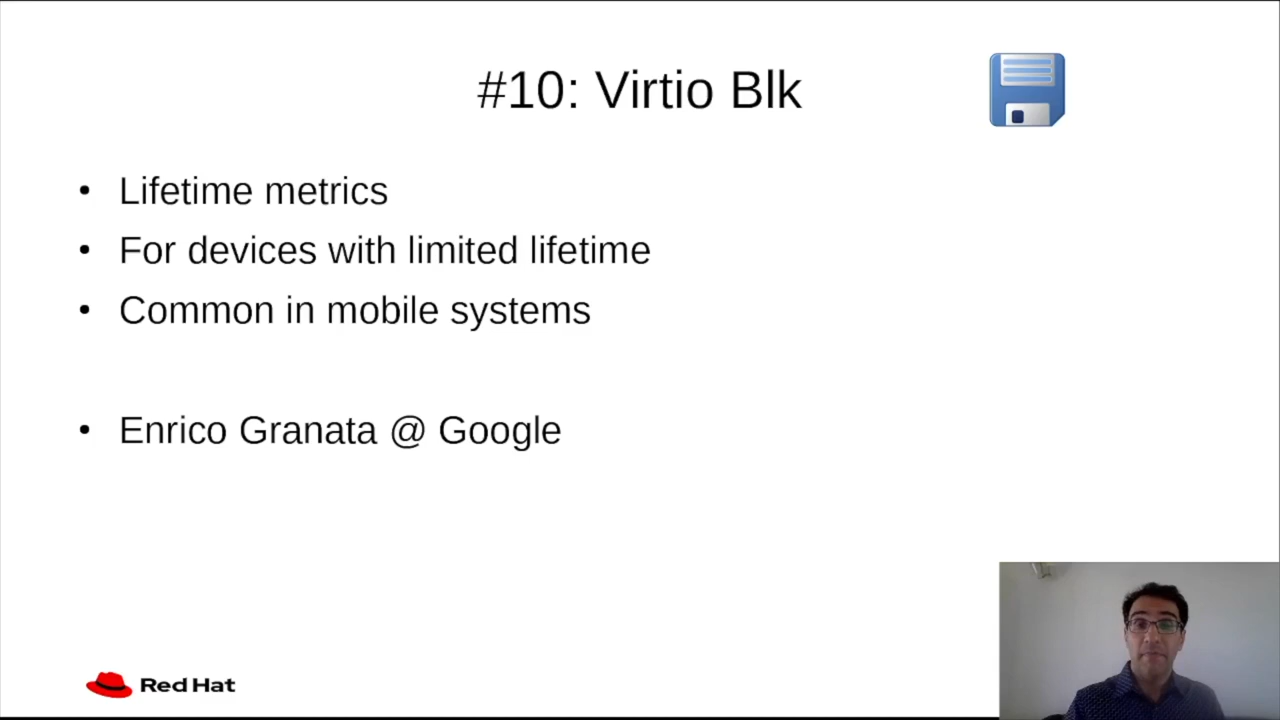 #10: Virtio Blk
• Lifetime metrics
• For devices with limited lifetime
• Common in mobile systems
• Enrico Granata @ Google
Red Hat